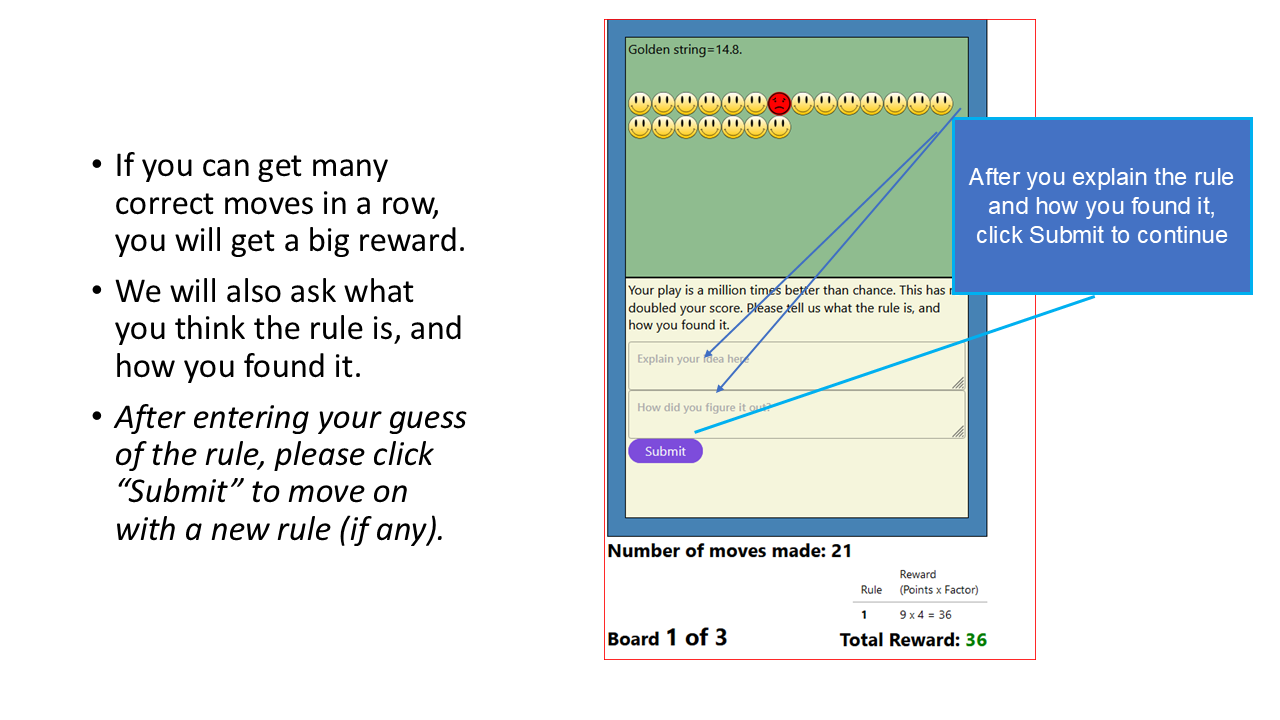 • If you can get many
correct moves in a row,
you will get a big reward.
• We will also ask what
you think the rule is, and
how you found it.
• After entering your guess
of the rule, please click
“Submit” to move on
with a new rule (if any).
Golden string=14.8.
After you explain the rule
and how you found it,
click Submit to continue
Your play is a million times better than chance. This has
doubled your score. Please tell us what the rule is, and
how you found it.
Explain your idea here
How did you figure it out?
Submit
Number of moves made: 21
Reward
Rule (Points x Factor)
1 9 x 4 = 36
Board 1 of 3 Total Reward: 36